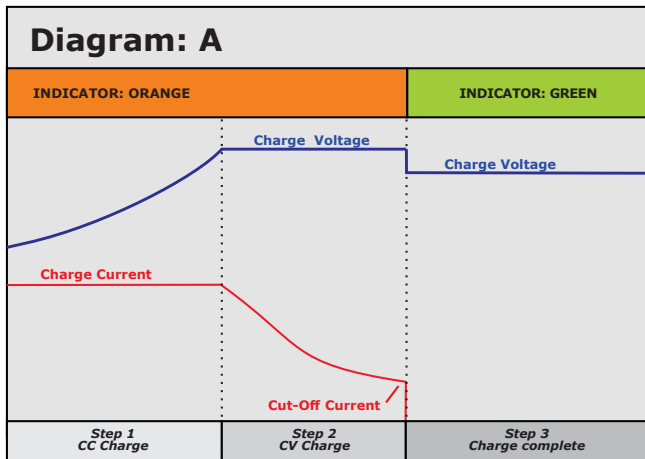 Diagram: A
INDICATOR: ORANGE
INDICATOR: GREEN
Charge Voltage
Charge Voltage
Charge Current
Cut-Off Current
Step 1
CC Charge
Step 2
CV Charge
Step 3
Charge complete